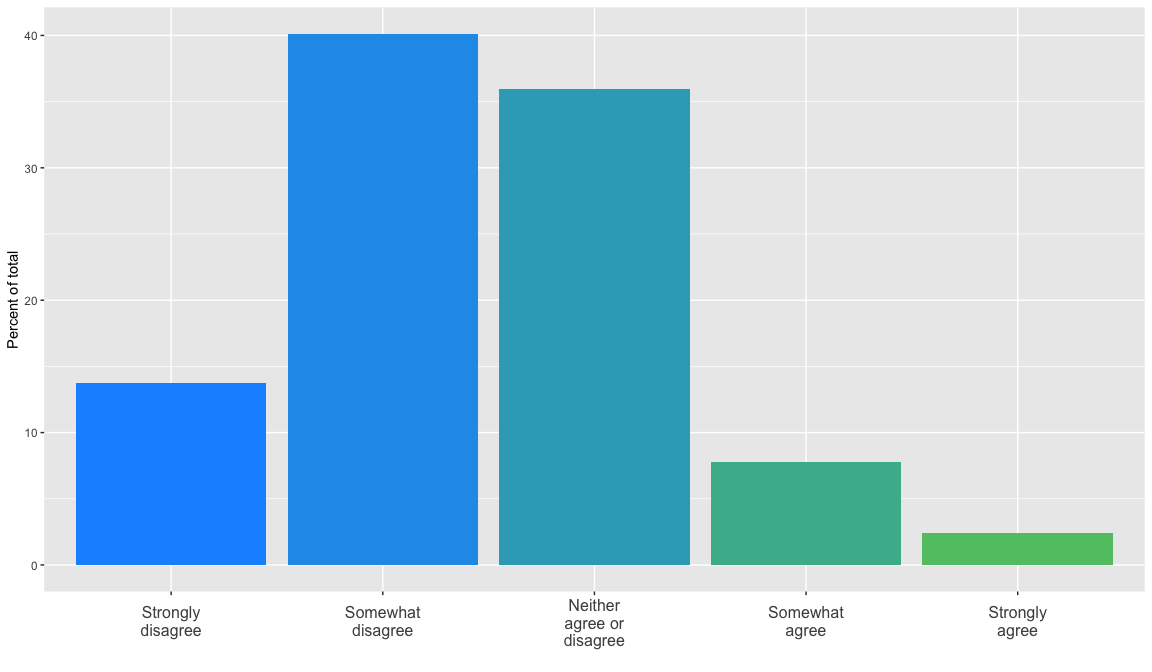 Percent of total
40
30
20
10
0
Strongly
disagree
Somewhat
disagree
Neither
agree or
disagree
Somewhat
agree
Strongly
agree